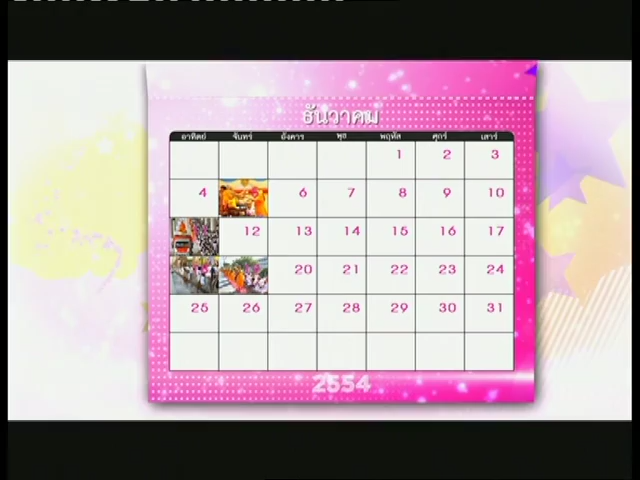 ธันวาคม
อาทิตย์ จันทร์ อังคาร พุธ พฤหัส ศุกร์ เสาร์
1 2 3
4 6 7 8 9 10
12 13 14 15 16 17
20 21 22 23 24
25 26 27 28 29 30 31
2554